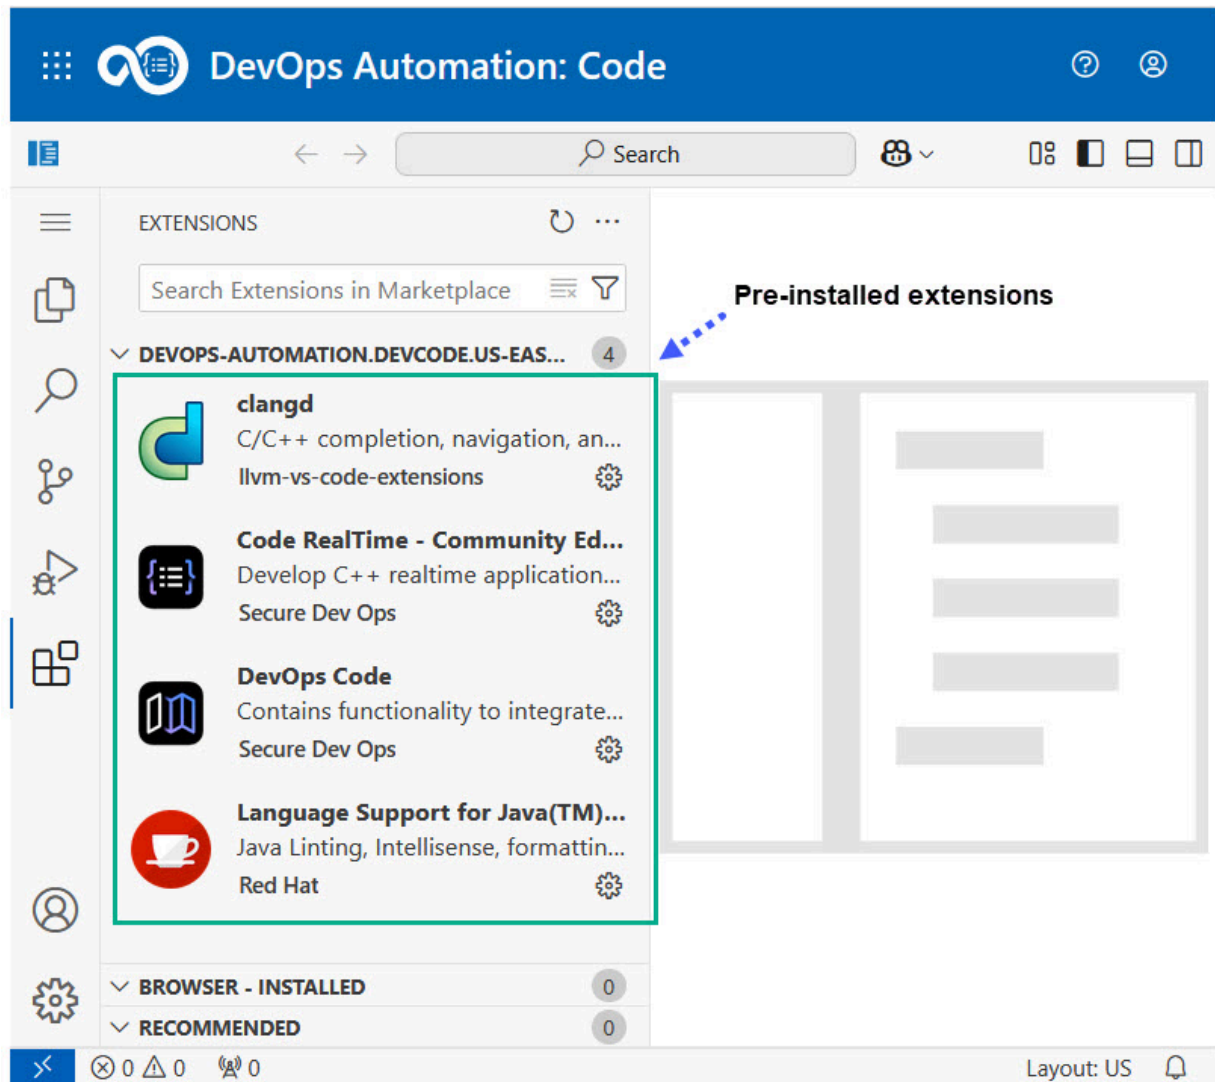 DevOps Automation: Code
Search
EXTENSIONS
Search Extensions in Marketplace
Pre-installed extensions
DEVOPS-AUTOMATION.DEVCODE.US-EAS... 4
clangd
C/C++ completion, navigation, an...
llvm-vs-code-extensions
Code RealTime - Community Ed...
Develop C++ realtime application...
Secure Dev Ops
DevOps Code
Contains functionality to integrate...
Secure Dev Ops
Language Support for Java(TM)...
Java Linting, Intellisense, formattin...
Red Hat
BROWSER - INSTALLED 0
RECOMMENDED 0
0 0 0 Layout: US